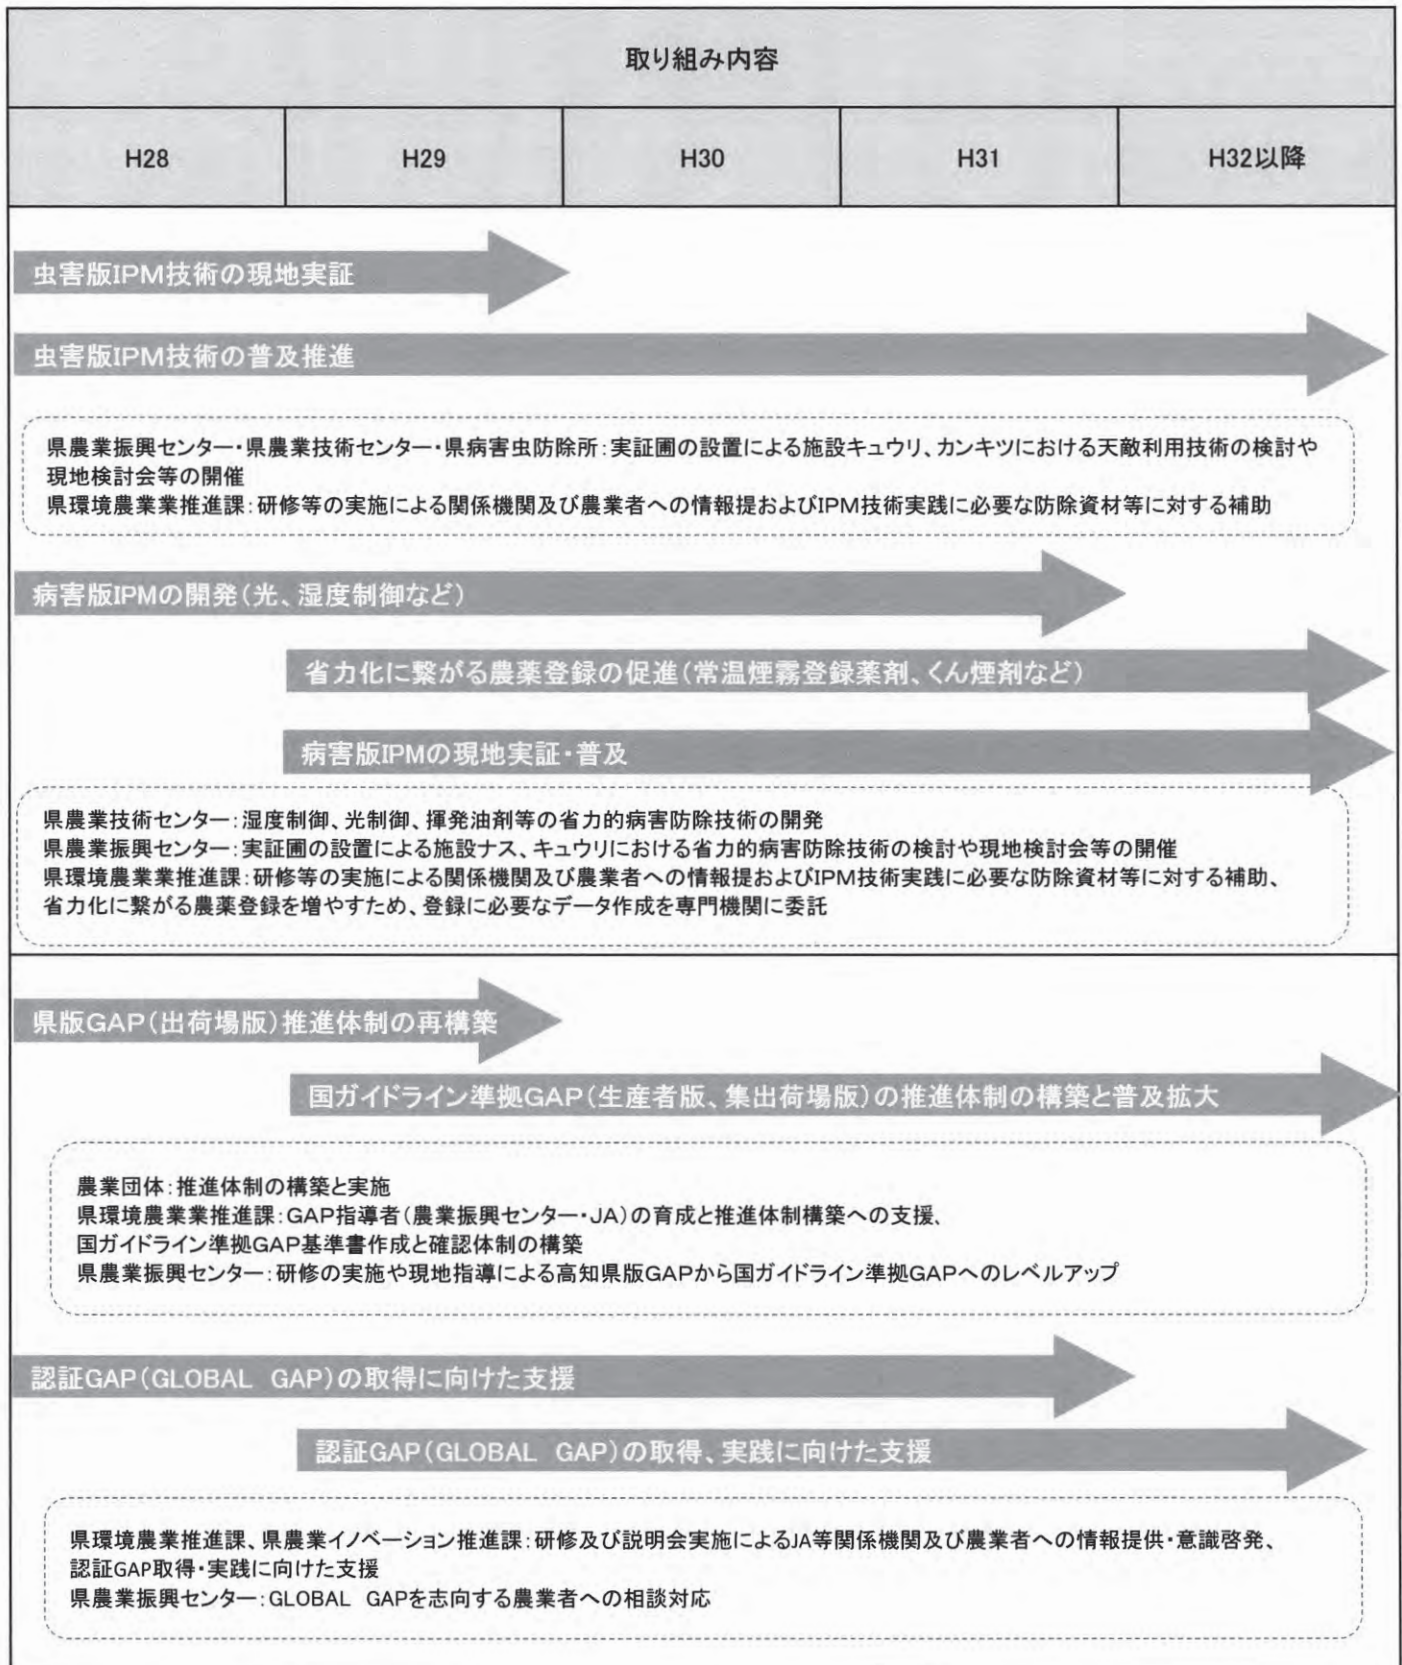 取り組み内容
H28
H29
H30
H31
H32以降
虫害版IPM技術の現地実証
虫害版IPM技術の普及推進
県農業振興センター・県農業技術センター・県病害虫防除所：実証圃の設置による施設キュウリ、カンキツにおける天敵利用技術の検討や
現地検討会等の開催
県環境農業業推進課：研修等の実施による関係機関及び農業者への情報提およびIPM技術実践に必要な防除資材等に対する補助
病害版IPMの開発（光、湿度制御など）
省力化に繋がる農薬登録の促進（常温煙霧登録薬剤、くん煙剤など）
病害版IPMの現地実証・普及
県農業技術センター：湿度制御、光制御、揮発油剤等の省力的病害防除技術の開発
県農業振興センター：実証圃の設置による施設ナス、キュウリにおける省力的病害防除技術の検討や現地検討会等の開催
県環境農業業推進課：研修等の実施による関係機関及び農業者への情報提およびIPM技術実践に必要な防除資材等に対する補助、
省力化に繋がる農薬登録を増やすため、登録に必要なデータ作成を専門機関に委託
県版GAP（出荷場版）推進体制の再構築
国ガイドライン準拠GAP（生産者版、集出荷場版）の推進体制の構築と普及拡大
農業団体：推進体制の構築と実施
県環境農業業推進課：GAP指導者（農業振興センター・JA）の育成と推進体制構築への支援、
国ガイドライン準拠GAP基準書作成と確認体制の構築
県農業振興センター：研修の実施や現地指導による高知県版GAPから国ガイドライン準拠GAPへのレベルアップ
認証GAP（GLOBAL　GAP）の取得に向けた支援
認証GAP（GLOBAL　GAP）の取得、実践に向けた支援
県環境農業推進課、県農業イノベーション推進課：研修及び説明会実施によるJA等関係機関及び農業者への情報提供・意識啓発、
認証GAP取得・実践に向けた支援
県農業振興センター：GLOBAL　GAPを志向する農業者への相談対応